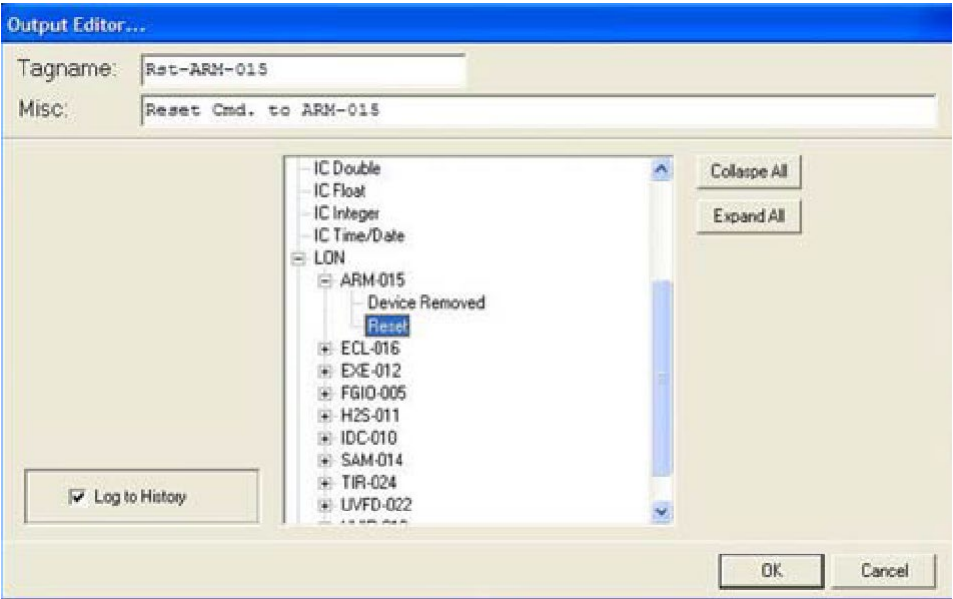 Output Editor...
Tagname: Rst-ARM-015
Misc: Reset Cmd. to ARM-015
IC Double
IC Float
IC Integer
IC Time/Date
LON
ARM-015
Device Removed
Reset
ECL-016
EXE-012
FGIO-005
H2S-011
IDC-010
SAM-014
TIR-024
UVFD-022
Collaspe All
Expand All
Log to History
OK
Cancel